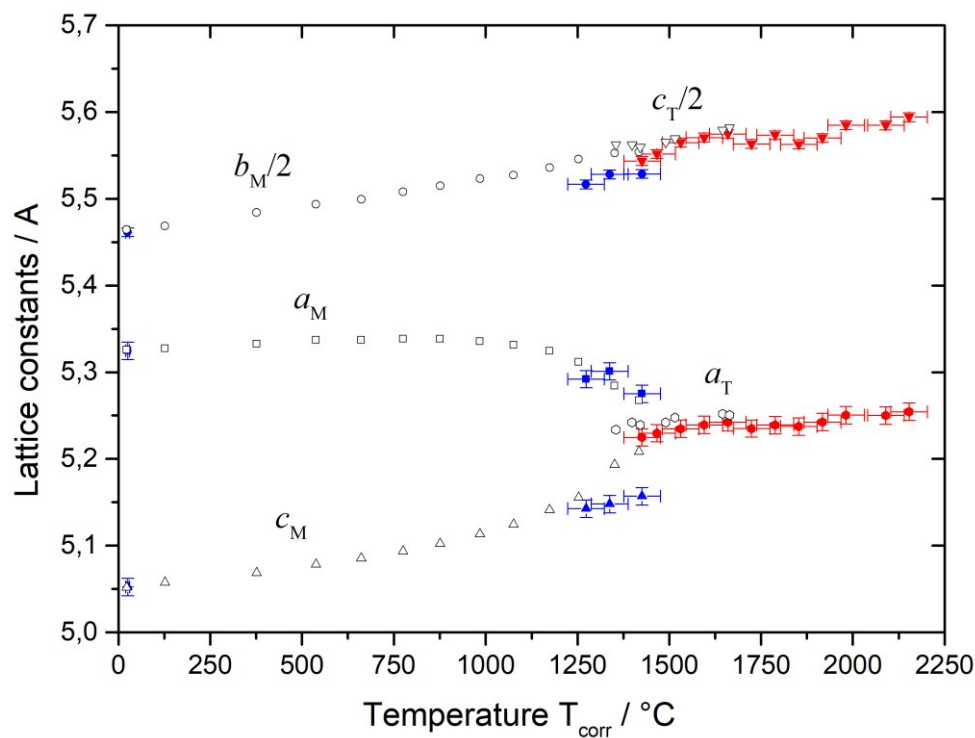 5,7
5,6
5,5
5,4
5,3
5,2
5,1
5,0
Lattice constants / A
c_T/2
b_M/2
a_M
a_T
c_M
0 250 500 750 1000 1250 1500 1750 2000 2250
Temperature T_corr / °C